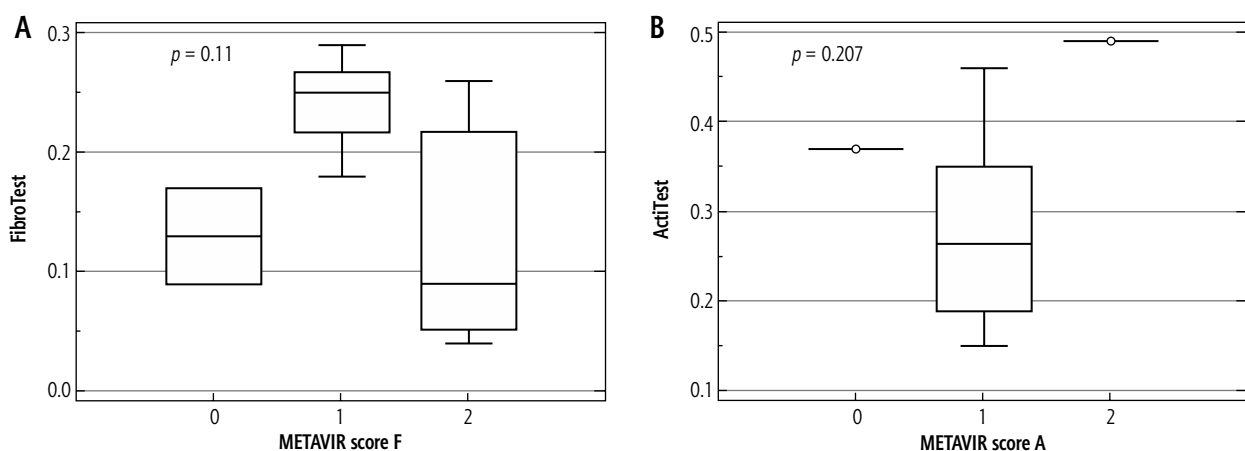 A
p = 0.11
0.3
0.2
0.1
0.0
FibroTest
0 1 2
METAVIR score F
B
p = 0.207
0.5
0.4
0.3
0.2
0.1
ActiTest
0 1 2
METAVIR score A